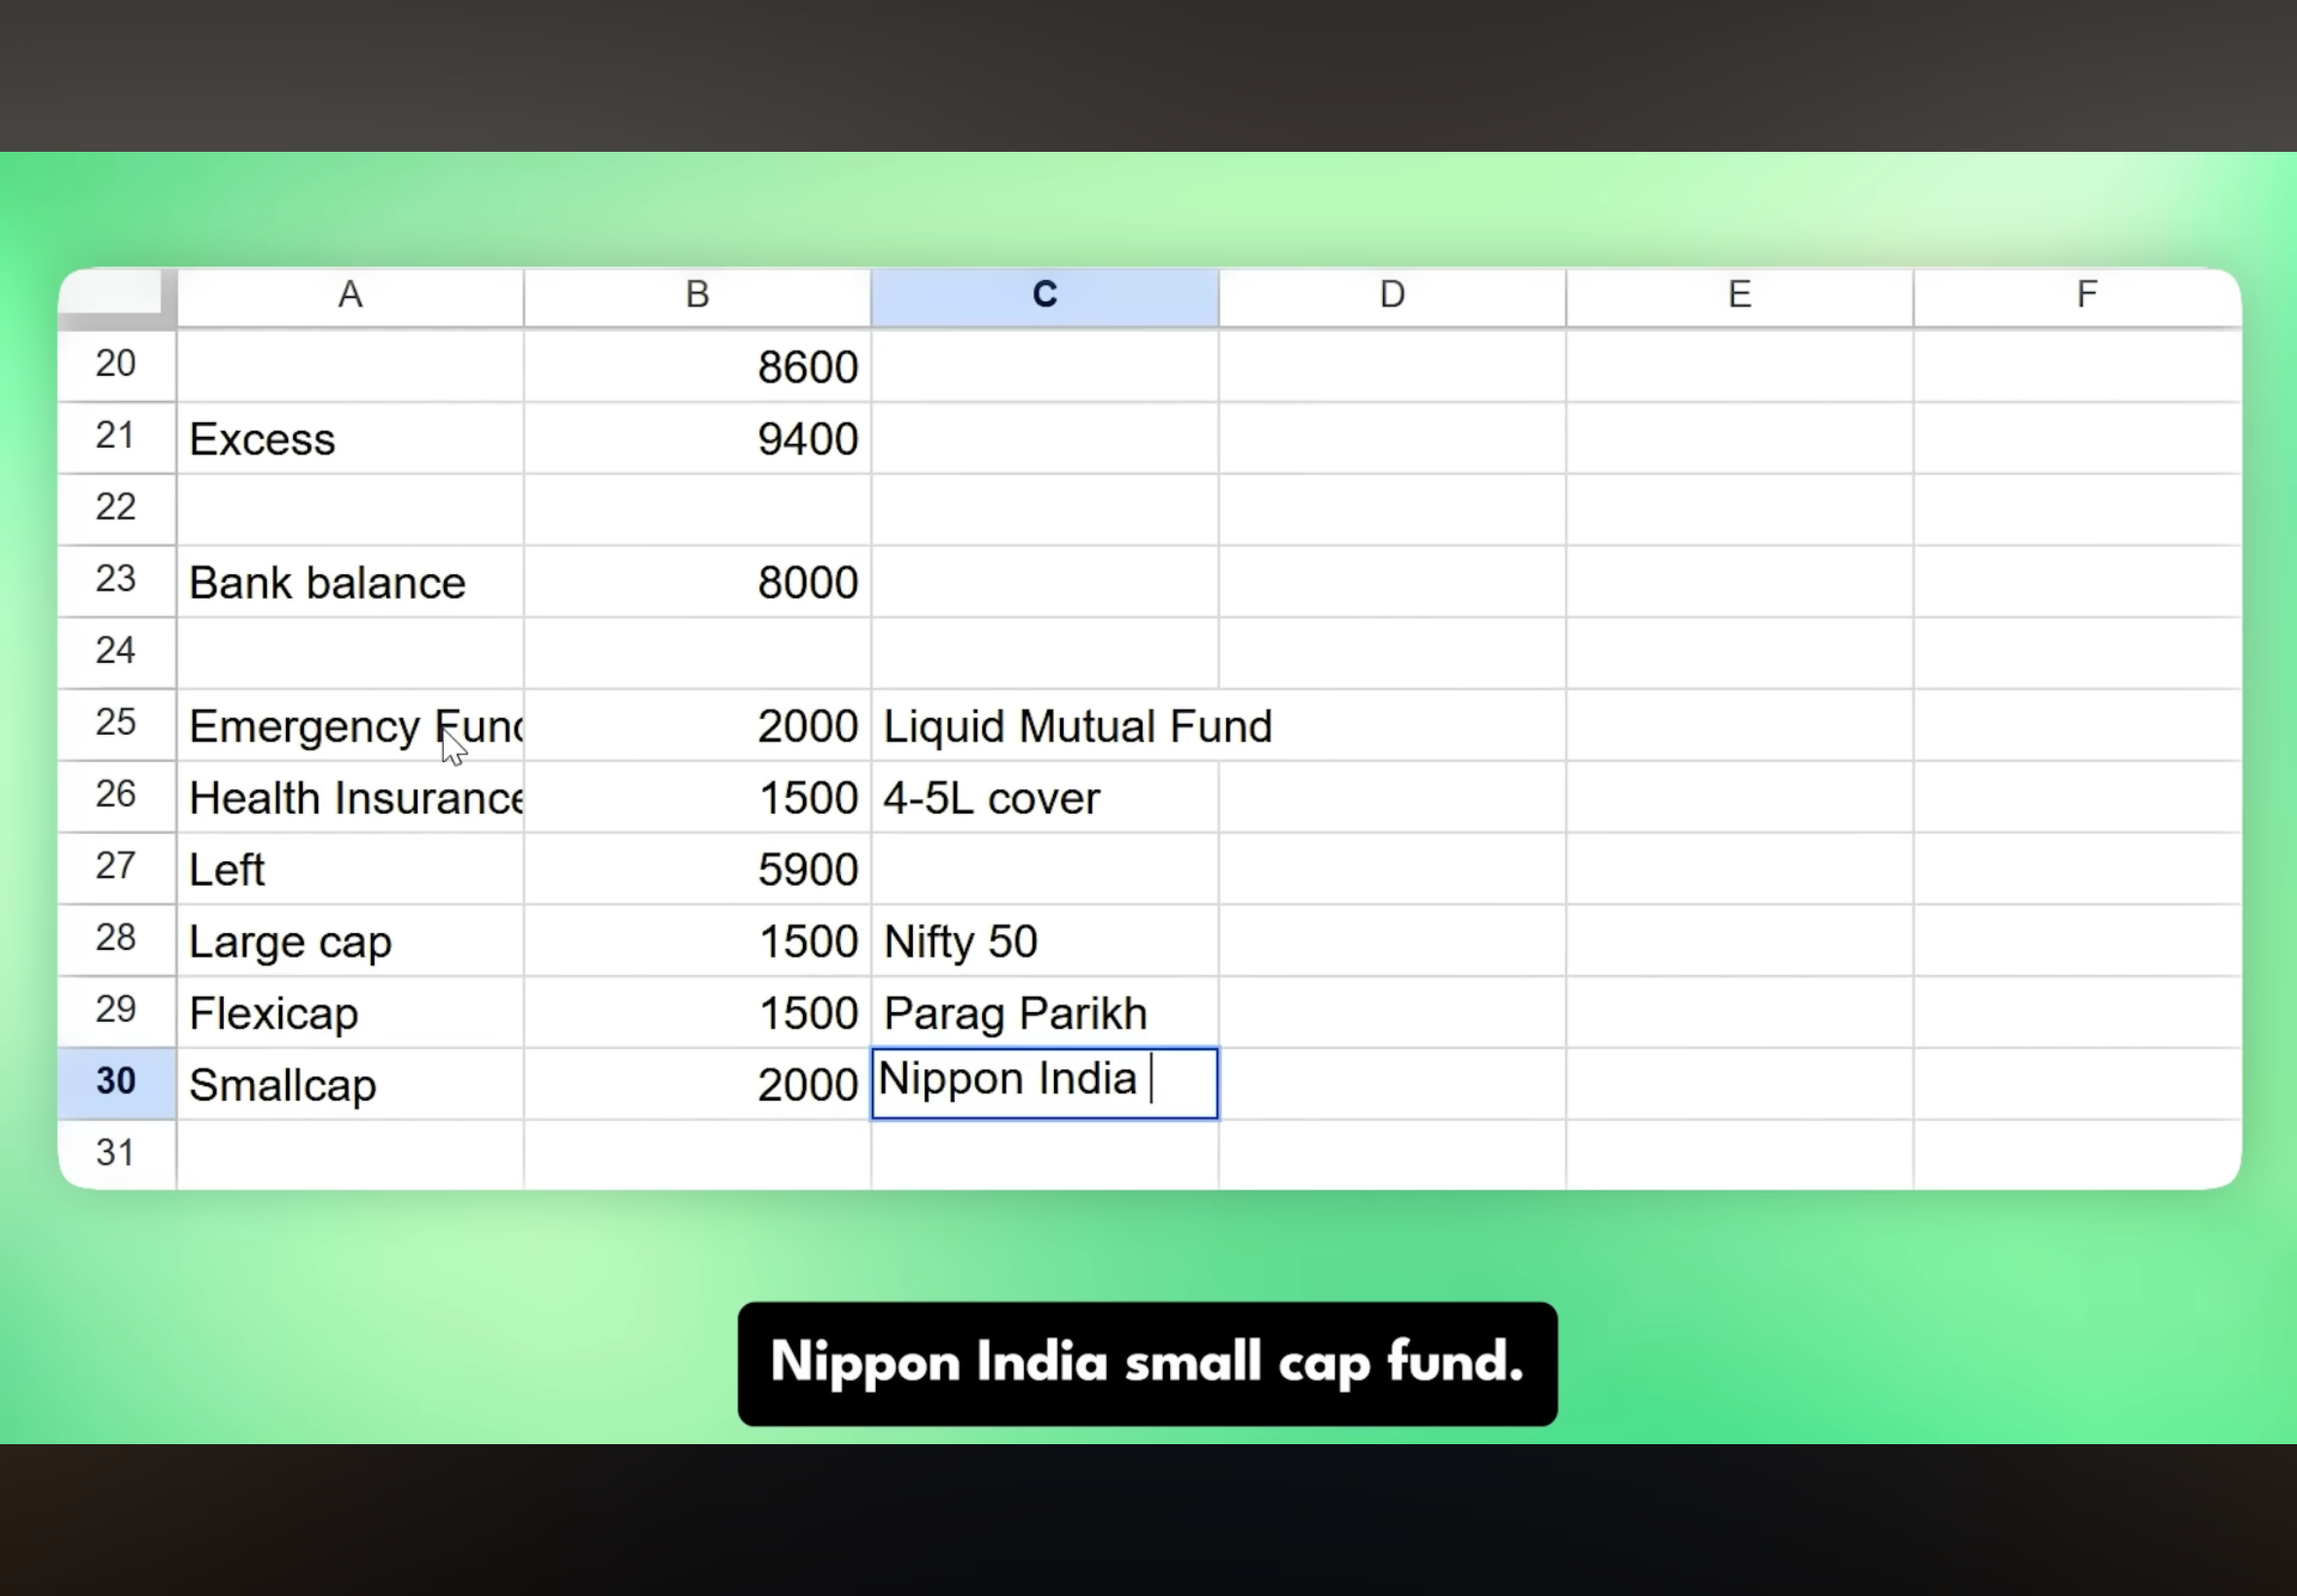 A B C D E F
20 8600
21 Excess 9400
22
23 Bank balance 8000
24
25 Emergency Fund 2000 Liquid Mutual Fund
26 Health Insurance 1500 4-5L cover
27 Left 5900
28 Large cap 1500 Nifty 50
29 Flexicap 1500 Parag Parikh
30 Smallcap 2000 Nippon India
31
Nippon India small cap fund.